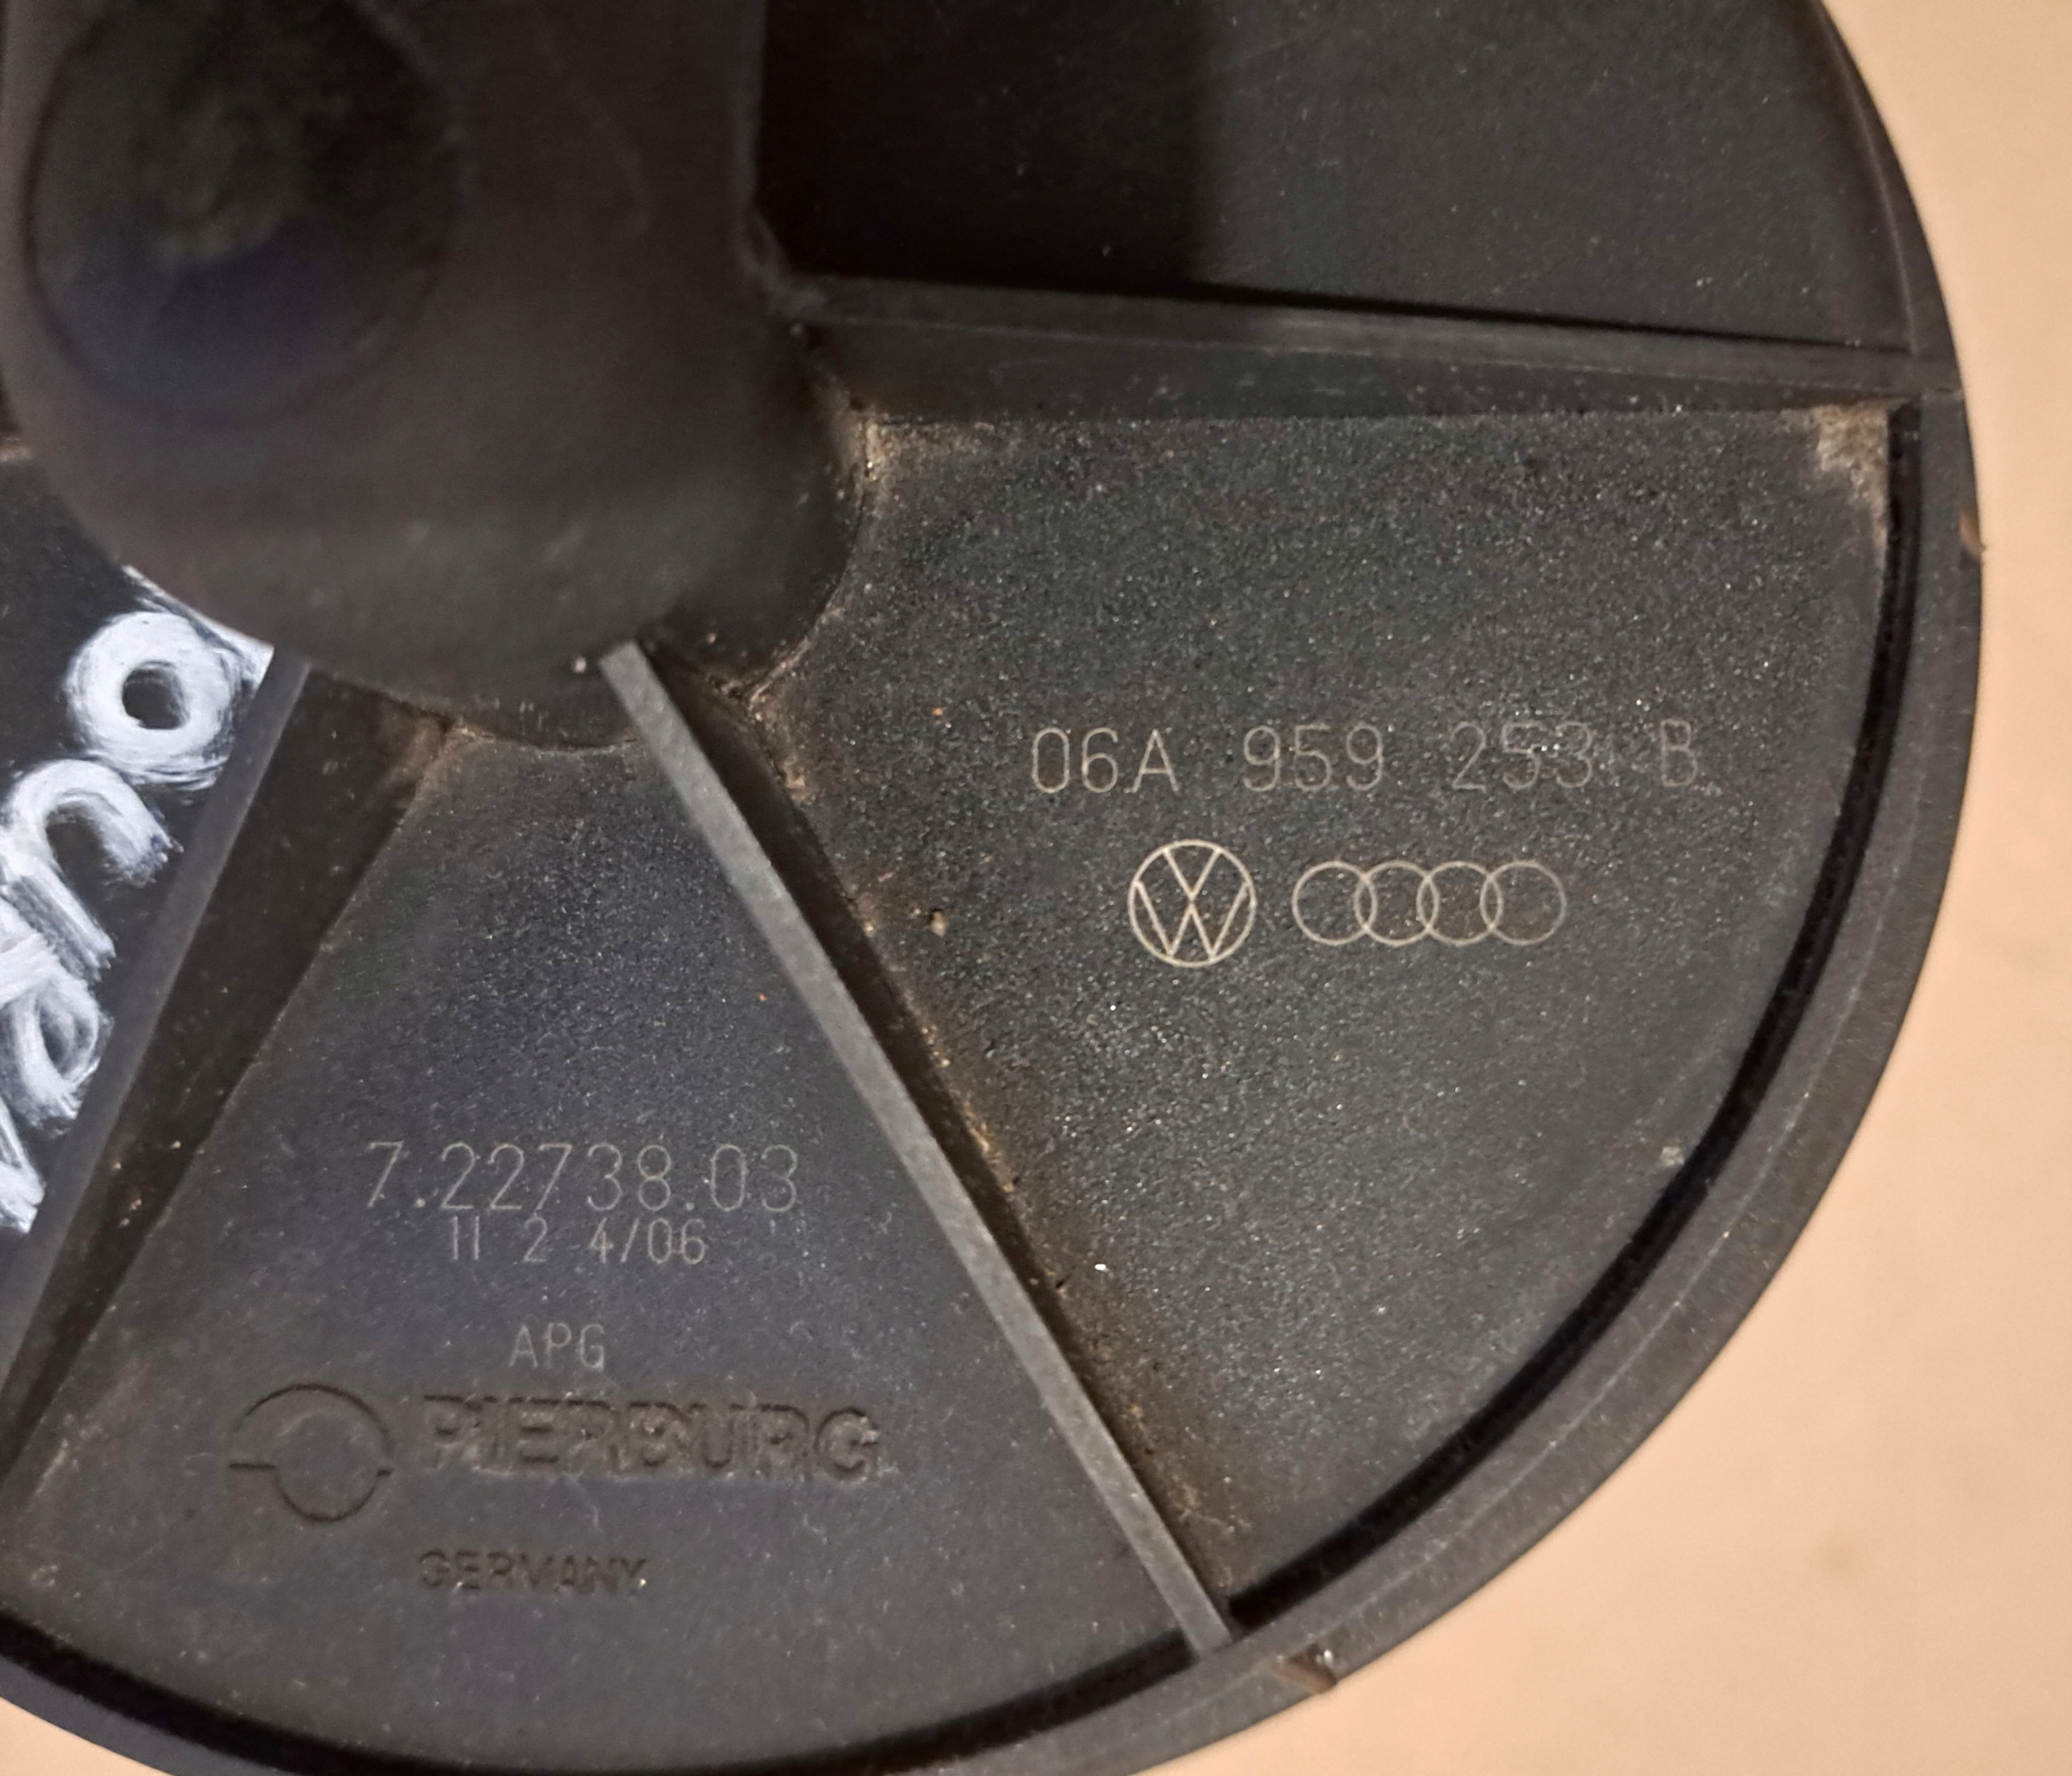 06A 959 253 B
7.22738.03
11 2 4/06
APG
PIERBURG
GERMANY